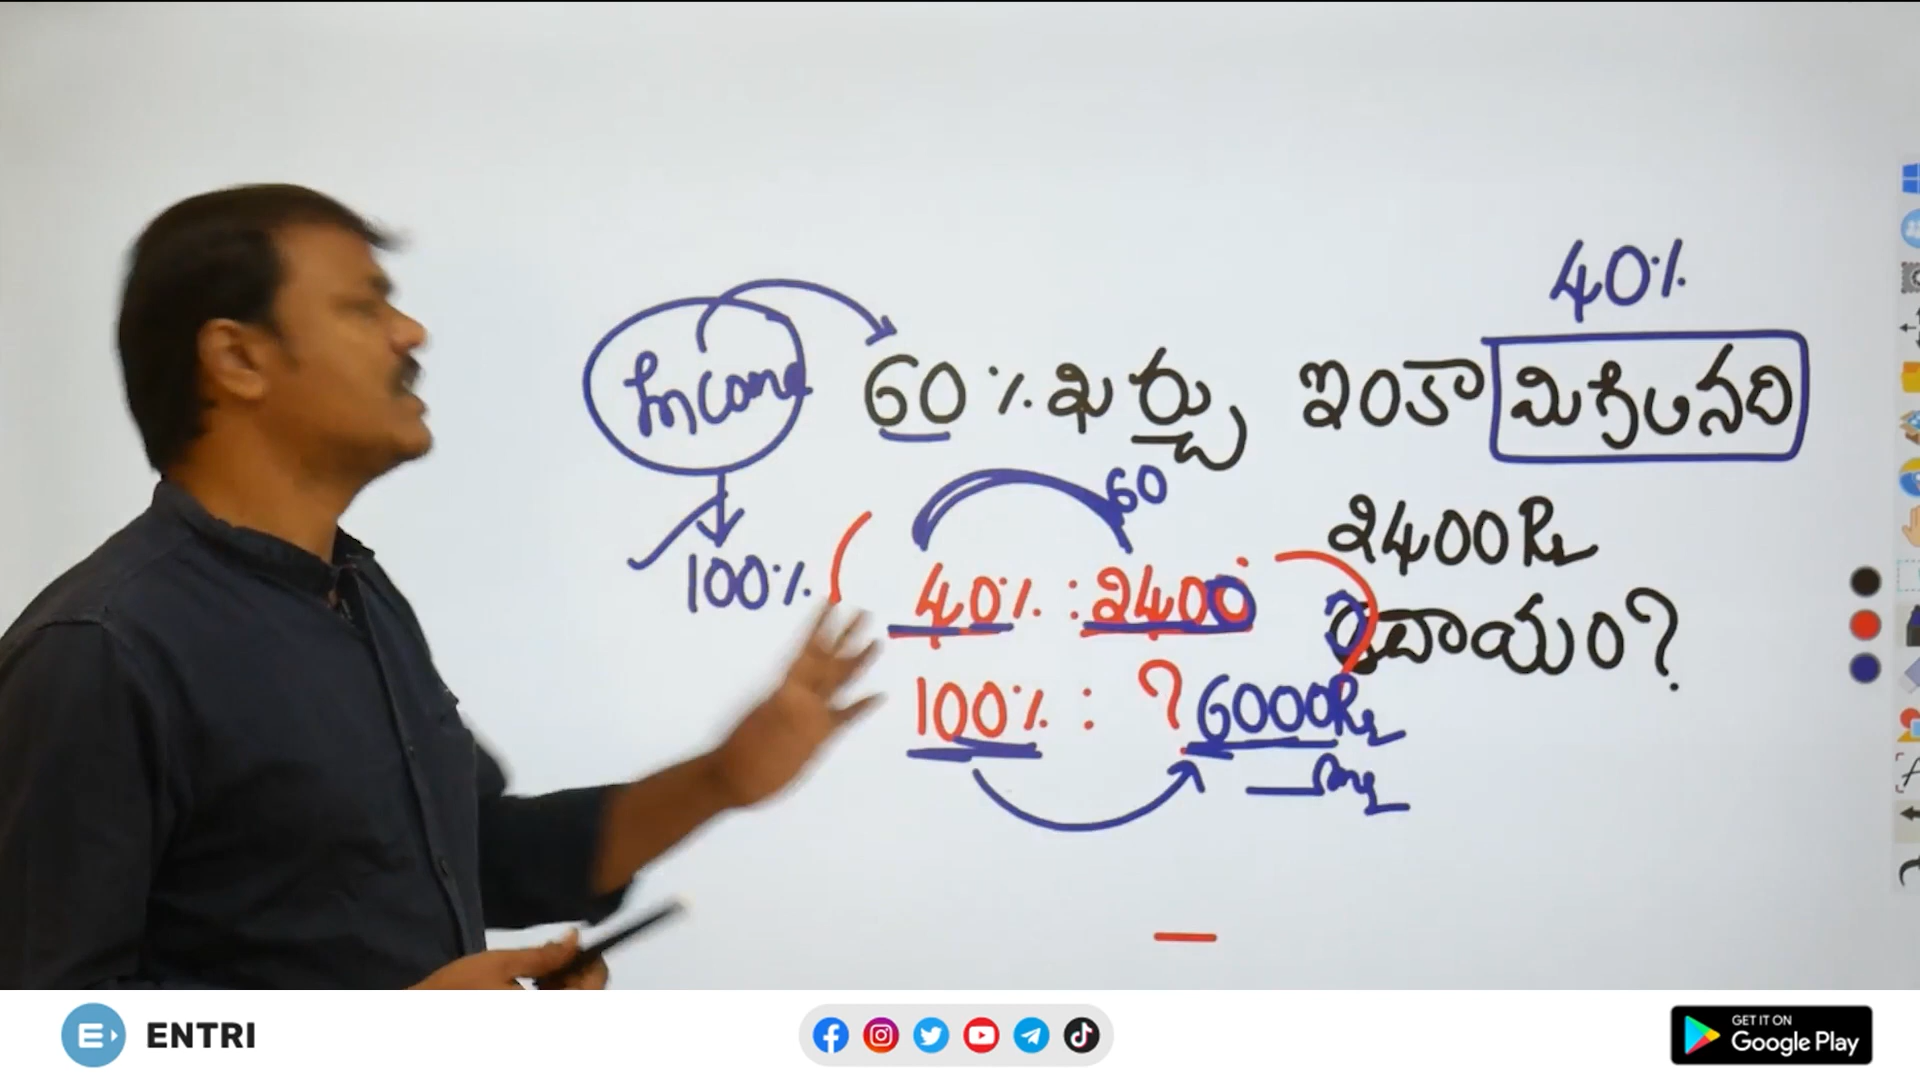 40%
Income 60% ఖర్చు ఇంకా మిగిలినది
60
2400Rs
100% 40% : 2400
ఆదాయం?
100% : ? 6000Rs
ENTRI
GET IT ON
Google Play